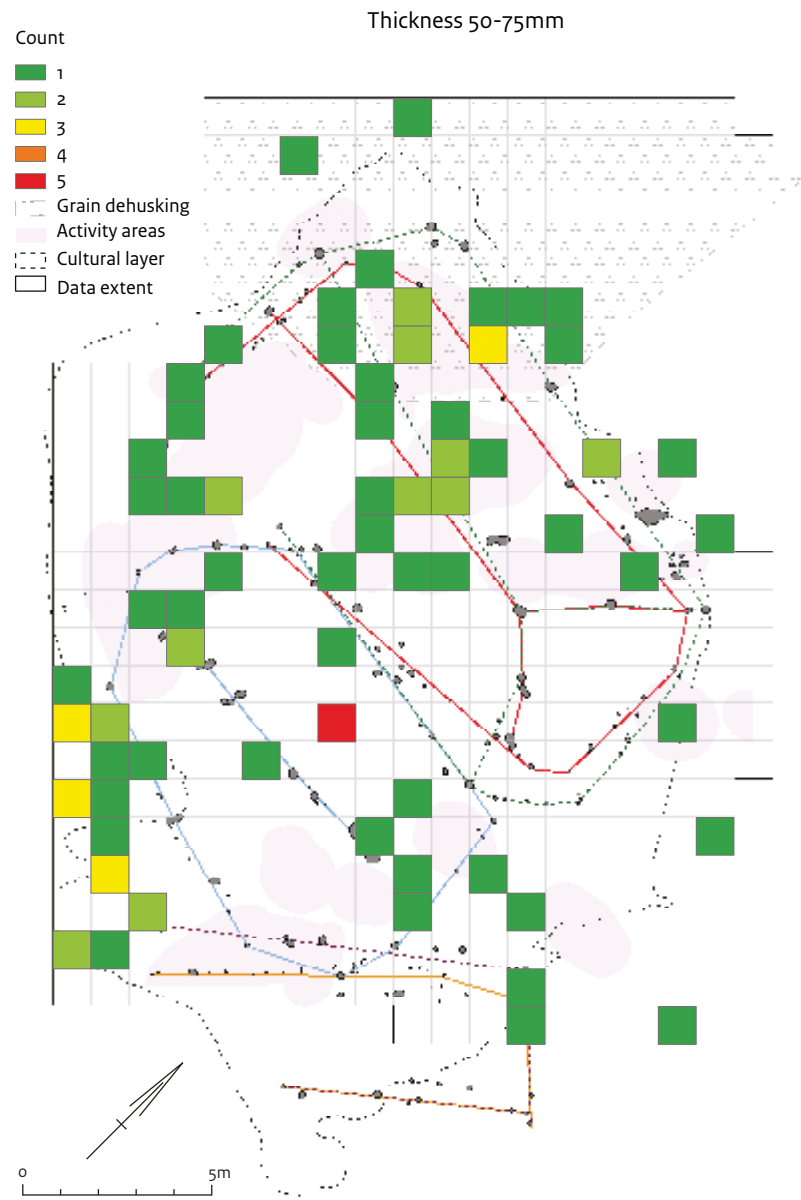 Thickness 50-75mm
Count
1
2
3
4
5
Grain dehusking
Activity areas
Cultural layer
Data extent
0 5m